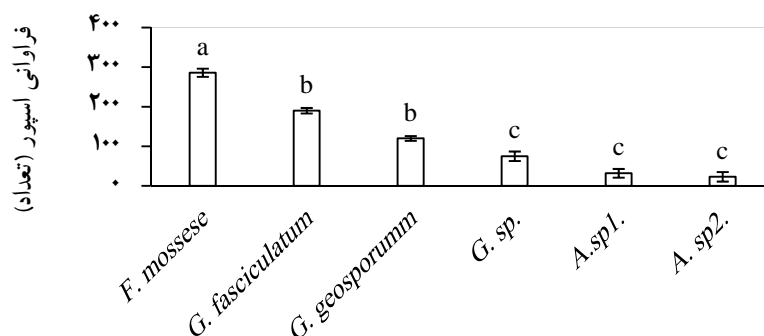 فراوانی اسپور (تعداد)
۴۰۰
۳۰۰
۲۰۰
۱۰۰
۰
a
b
b
c
c
c
F. mossese
G. fasciculatum
G. geosporumm
G. sp.
A.sp1.
A. sp2.